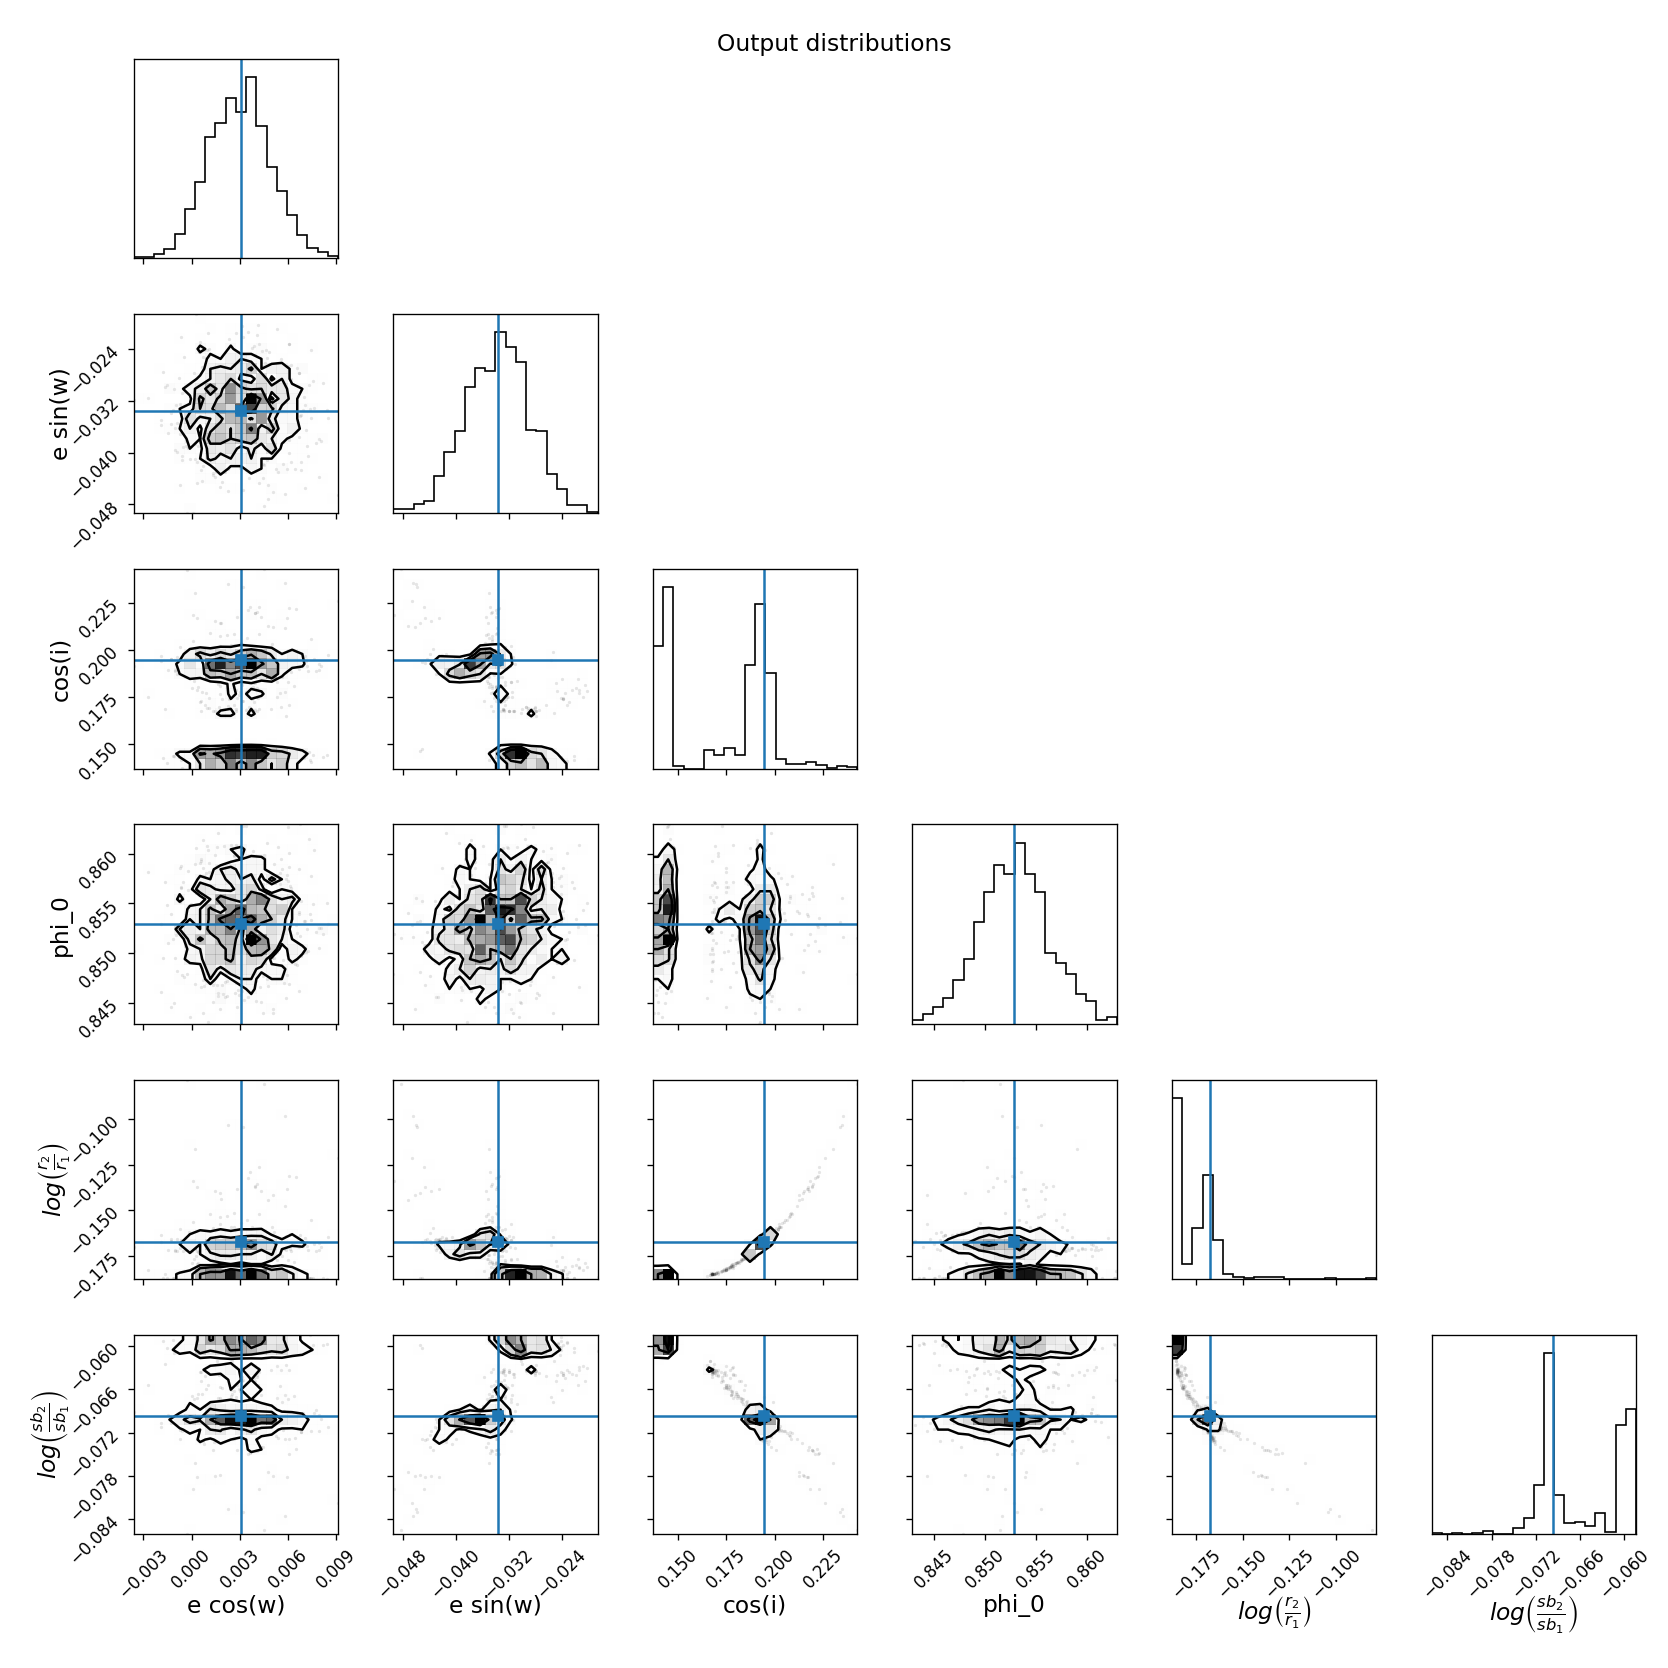 Output distributions
e sin(w)
−0.024
−0.032
−0.040
−0.048
cos(i)
0.225
0.200
0.175
0.150
phi_0
0.860
0.855
0.850
0.845
log(r₂/r₁)
−0.100
−0.125
−0.150
−0.175
log(sb₂/sb₁)
−0.060
−0.066
−0.072
−0.078
−0.084
−0.003 0.000 0.003 0.006 0.009
e cos(w)
−0.048 −0.040 −0.032 −0.024
e sin(w)
0.150 0.175 0.200 0.225
cos(i)
0.845 0.850 0.855 0.860
phi_0
−0.175 −0.150 −0.125 −0.100
log(r₂/r₁)
−0.084 −0.078 −0.072 −0.066 −0.060
log(sb₂/sb₁)